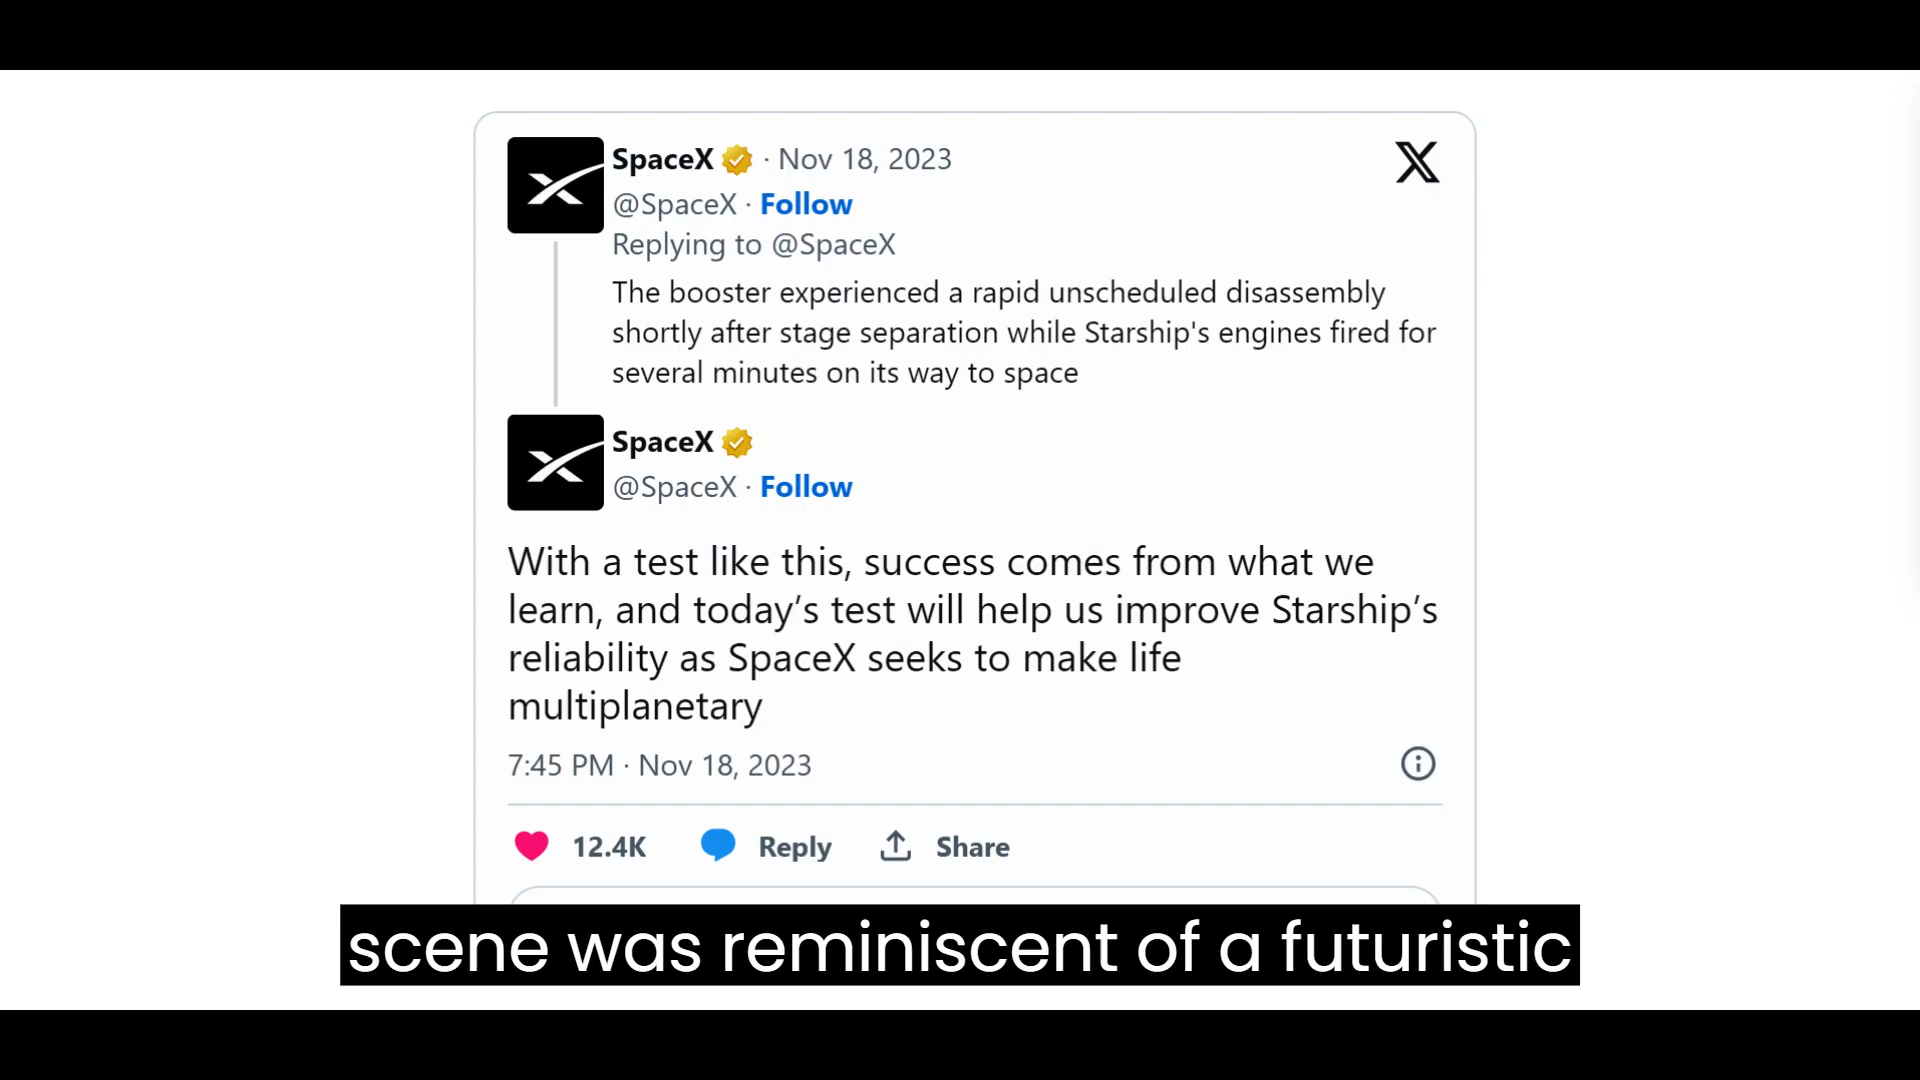 SpaceX · Nov 18, 2023
@SpaceX · Follow
Replying to @SpaceX
The booster experienced a rapid unscheduled disassembly
shortly after stage separation while Starship's engines fired for
several minutes on its way to space
SpaceX
@SpaceX · Follow
With a test like this, success comes from what we
learn, and today’s test will help us improve Starship’s
reliability as SpaceX seeks to make life
multiplanetary
7:45 PM · Nov 18, 2023
12.4K Reply Share
scene was reminiscent of a futuristic